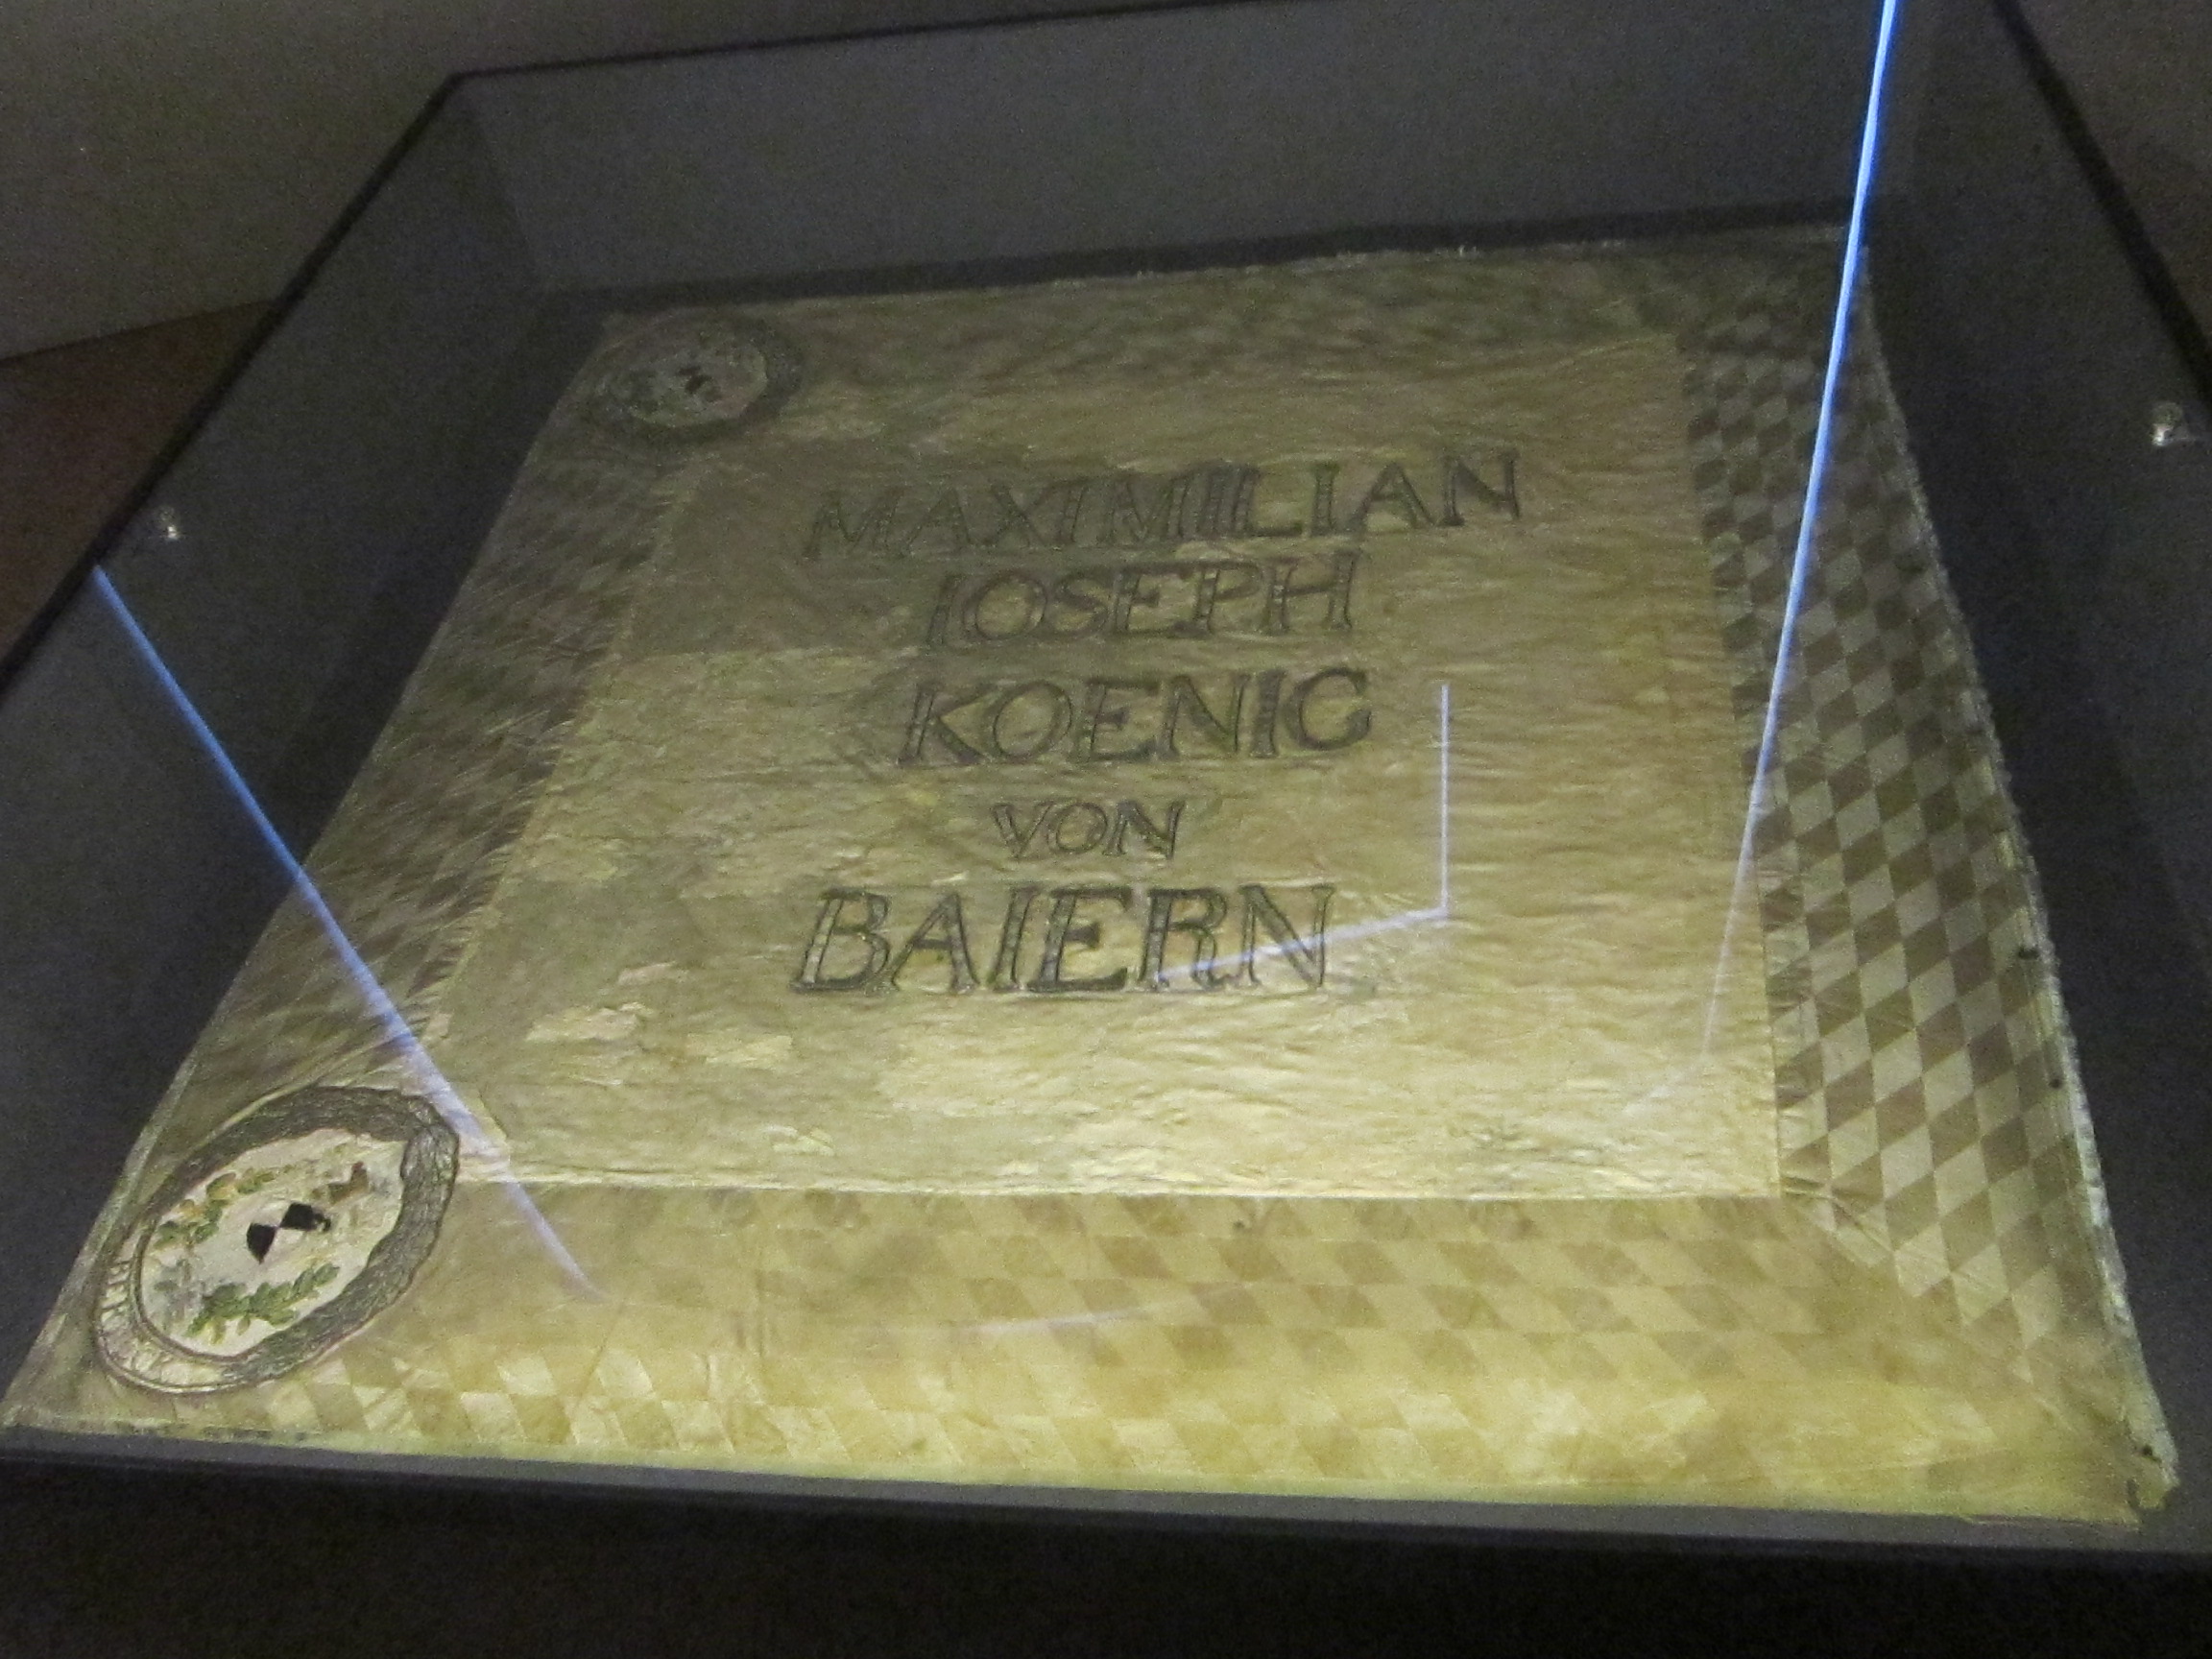 MAXIMILIAN
IOSEPH
KOENIG
VON
BAIERN